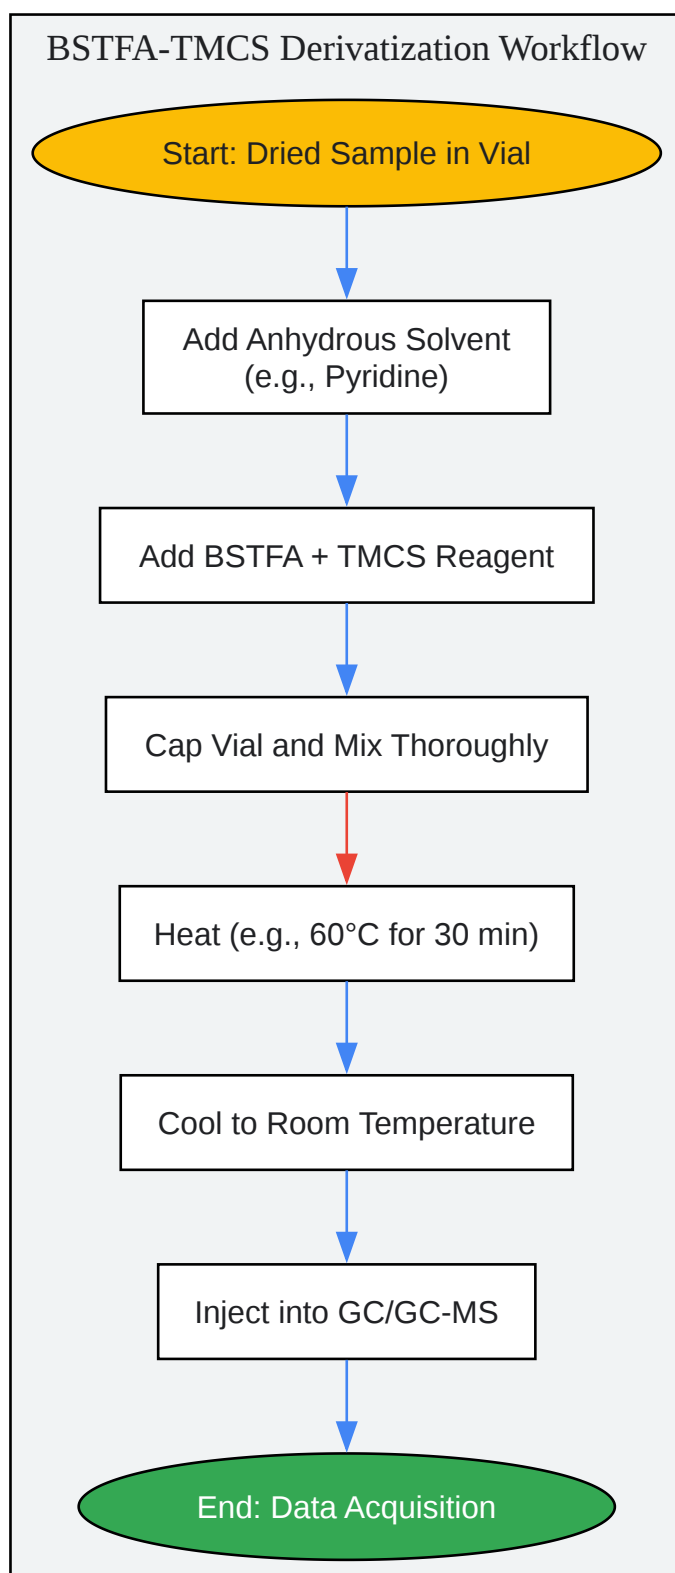 BSTFA-TMCS Derivatization Workflow
Start: Dried Sample in Vial
Add Anhydrous Solvent
(e.g., Pyridine)
Add BSTFA + TMCS Reagent
Cap Vial and Mix Thoroughly
Heat (e.g., 60°C for 30 min)
Cool to Room Temperature
Inject into GC/GC-MS
End: Data Acquisition